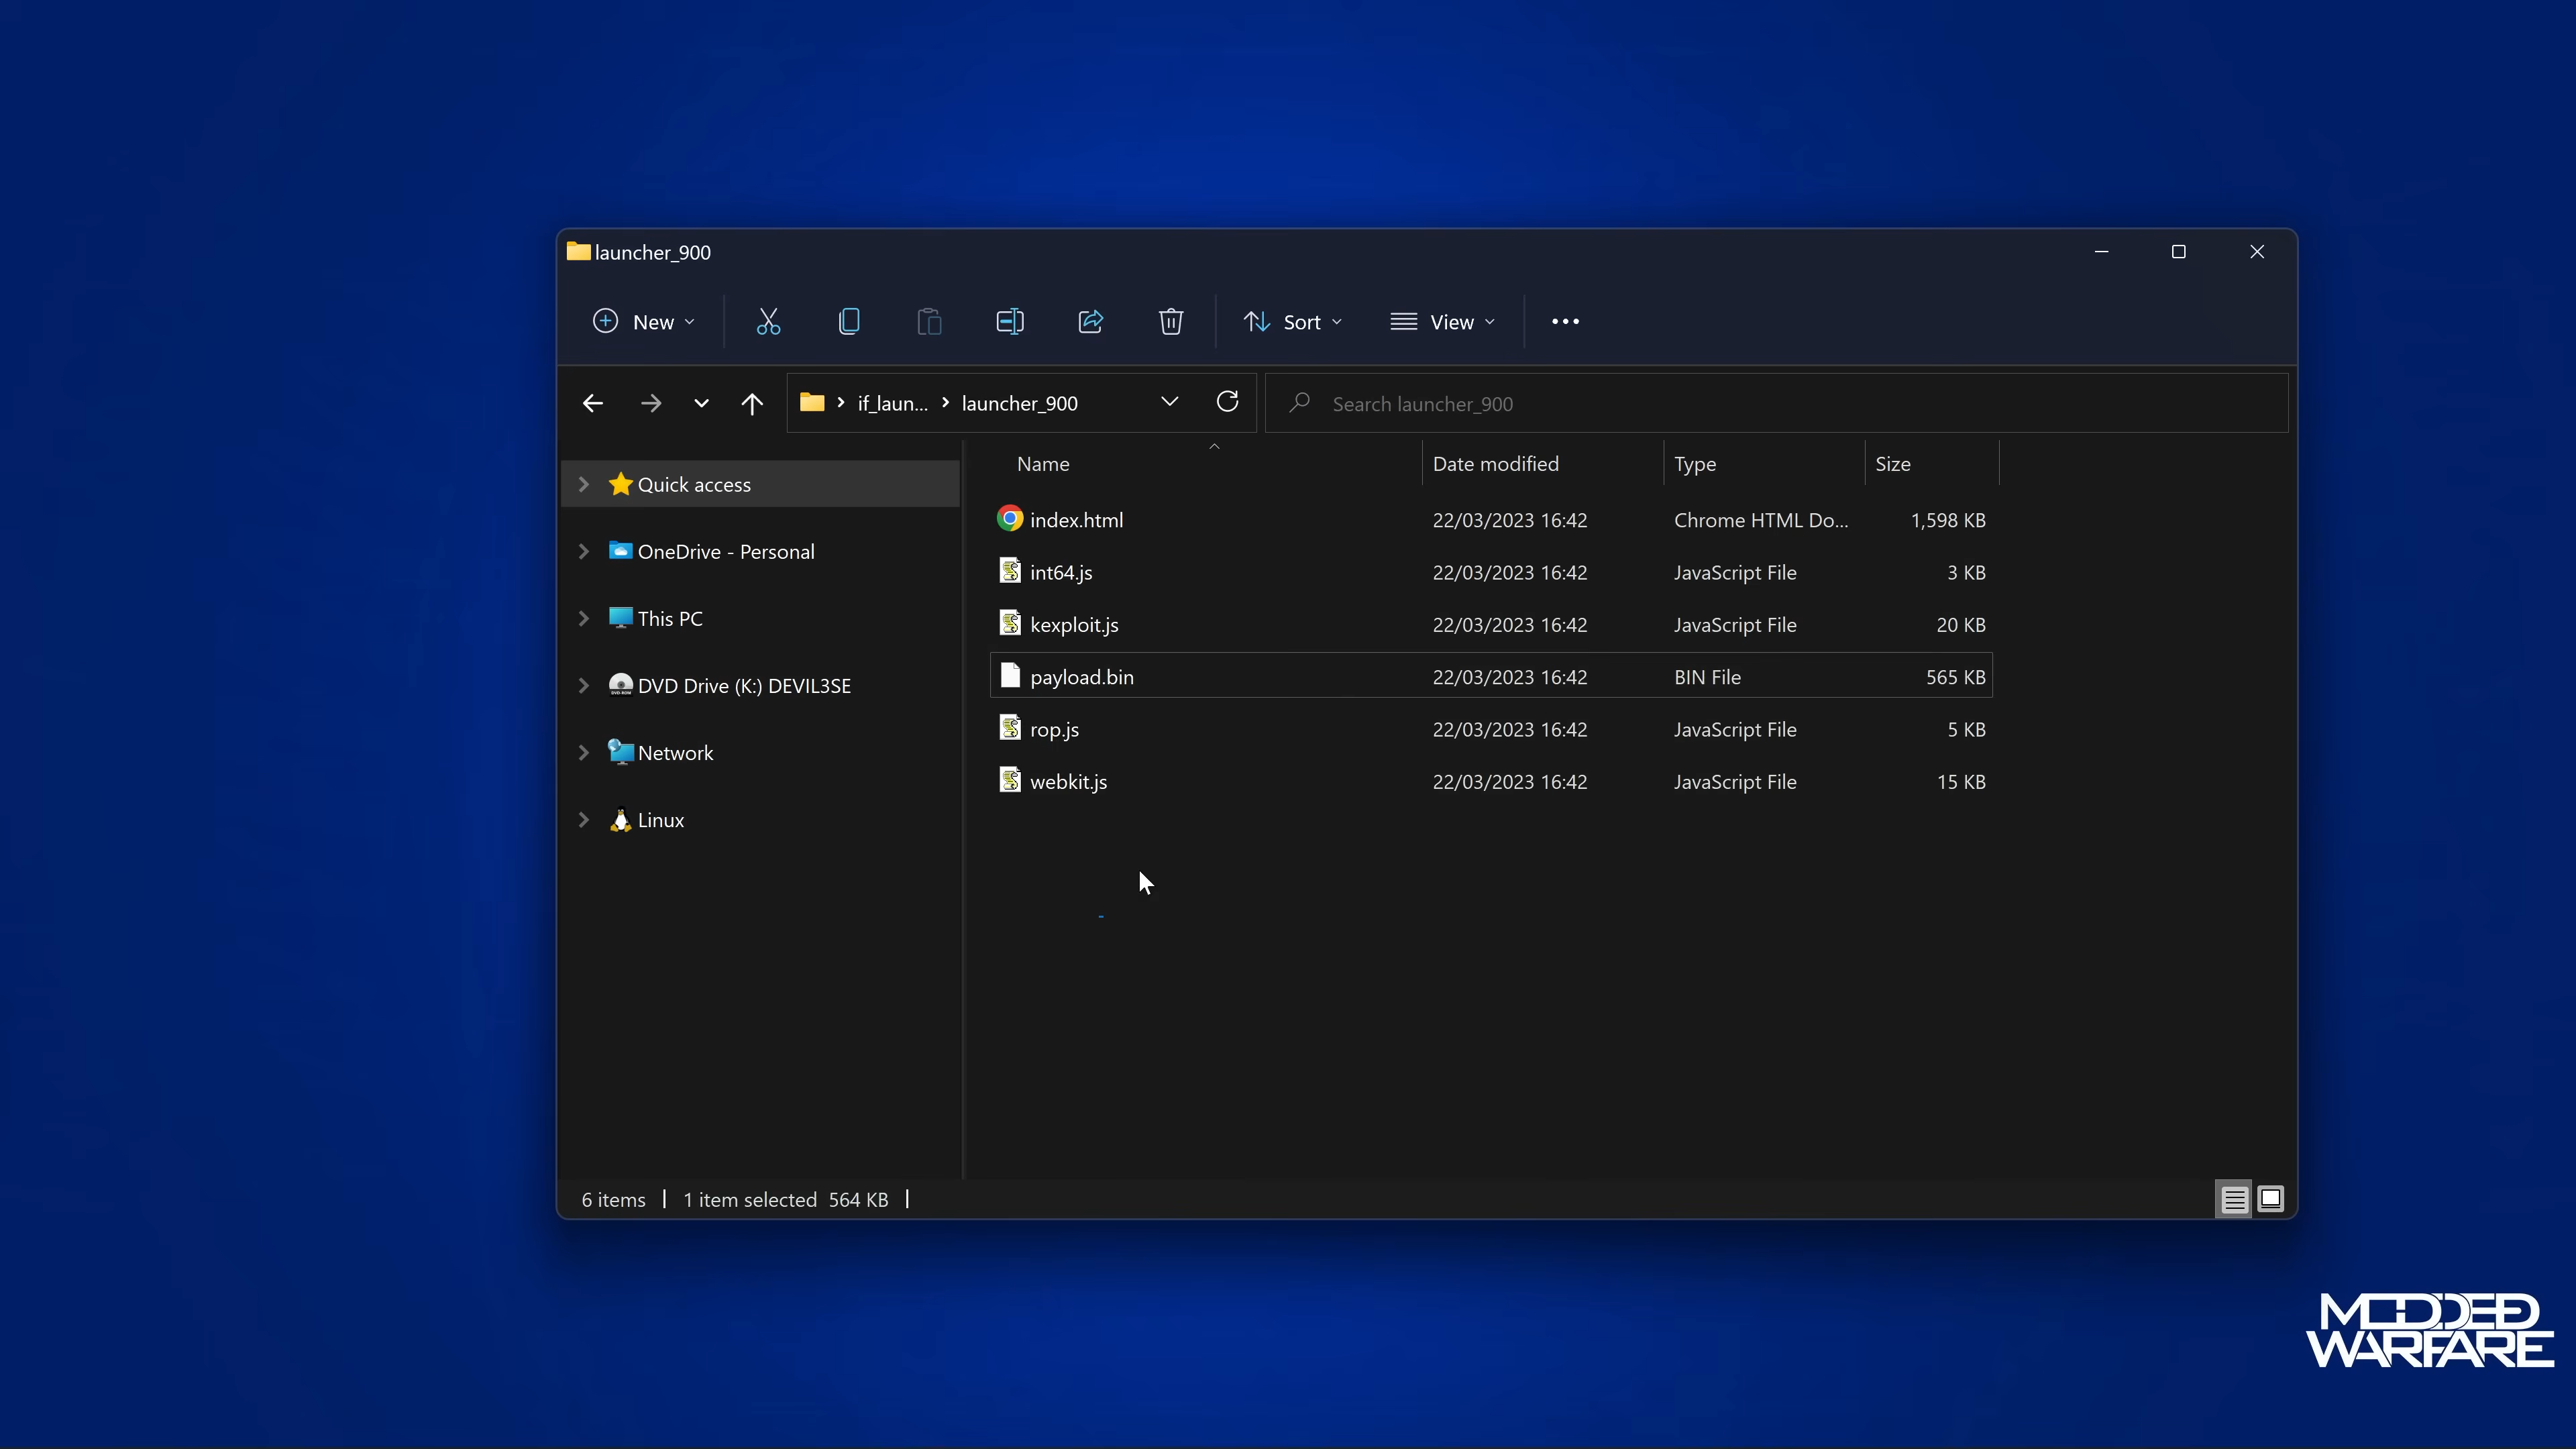 launcher_900
New
Sort
View
if_laun... launcher_900
Search launcher_900
Name Date modified Type Size
Quick access
OneDrive - Personal
This PC
DVD Drive (K:) DEVIL3SE
Network
Linux
index.html 22/03/2023 16:42 Chrome HTML Do... 1,598 KB
int64.js 22/03/2023 16:42 JavaScript File 3 KB
kexploit.js 22/03/2023 16:42 JavaScript File 20 KB
payload.bin 22/03/2023 16:42 BIN File 565 KB
rop.js 22/03/2023 16:42 JavaScript File 5 KB
webkit.js 22/03/2023 16:42 JavaScript File 15 KB
6 items 1 item selected 564 KB
MODDED
WARFARE